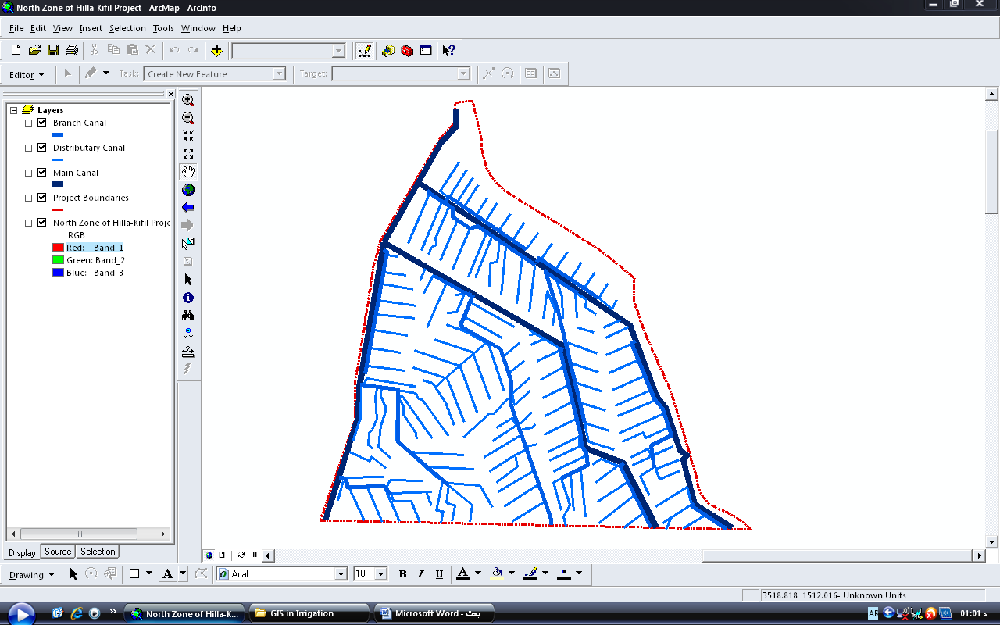 North Zone of Hilla-Kifil Project - ArcMap - ArcInfo
File Edit View Insert Selection Tools Window Help
Editor Task: Create New Feature Target:
Layers
Branch Canal
Distributary Canal
Main Canal
Project Boundaries
North Zone of Hilla-Kifil Proje
RGB
Red: Band_1
Green: Band_2
Blue: Band_3
Display Source Selection
Drawing A Arial 10 B I U A
3518.818 1512.016- Unknown Units
North Zone of Hilla-K... GIS in Irrigation Microsoft Word - بحث AR 01:01 م